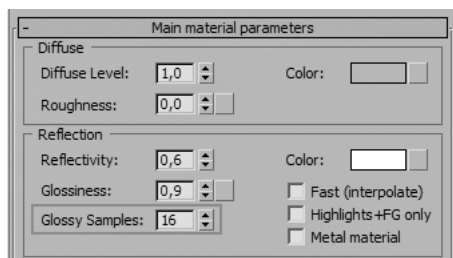 - Main material parameters
Diffuse
Diffuse Level: 1,0 Color:
Roughness: 0,0
Reflection
Reflectivity: 0,6 Color:
Glossiness: 0,9 Fast (interpolate)
Glossy Samples: 16 Highlights+FG only
Metal material